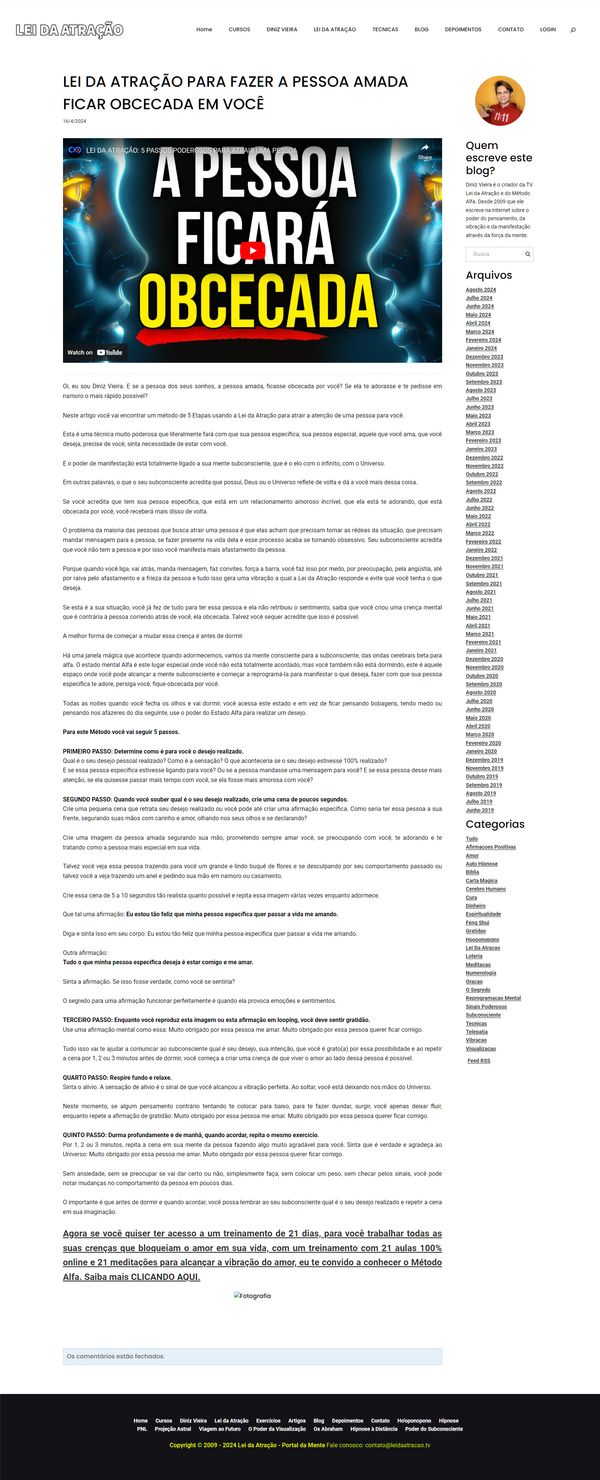 LEI DA ATRAÇÃO
Home CURSOS DINIZ VIEIRA LEI DA ATRAÇÃO TECNICAS BLOG DEPOIMENTOS CONTATO LOGIN
LEI DA ATRAÇÃO PARA FAZER A PESSOA AMADA
FICAR OBCECADA EM VOCÊ
16/4/2024
LEI DA ATRAÇÃO: 5 PASSOS PODEROSOS PARA ATRAIR UMA PESSOA
Share
A PESSOA
FICARÁ
OBCECADA
Watch on YouTube
Oi, eu sou Diniz Vieira. E se a pessoa dos seus sonhos, a pessoa amada, ficasse obcecada por você? Se ela te adorasse e te pedisse em
namoro o mais rápido possível?
Neste artigo você vai encontrar um método de 5 Etapas usando a Lei da Atração para atrair a atenção de uma pessoa para você.
Esta é uma técnica muito poderosa que literalmente fará com que sua pessoa específica, sua pessoa especial, aquele que você ama, que você
deseja, precise de você, sinta necessidade de estar com você.
E o poder de manifestação está totalmente ligado a sua mente subconsciente, que é o elo com o infinito, com o Universo.
Em outras palavras, o que o seu subconsciente acredita que possui, Deus ou o Universo reflete de volta e dá a você mais dessa coisa.
Se você acredita que tem sua pessoa específica, que está em um relacionamento amoroso incrível, que ela está te adorando, que está
obcecada por você, você receberá mais disso de volta.
O problema da maioria das pessoas que busca atrair uma pessoa é que elas acham que precisam tomar as rédeas da situação, que precisam
mandar mensagem para a pessoa, se fazer presente na vida dela e esse processo acaba se tornando obsessivo. Seu subconsciente acredita
que você não tem a pessoa e por isso você manifesta mais afastamento da pessoa.
Porque quando você liga, vai atrás, manda mensagem, faz convites, força a barra, você faz isso por medo, por preocupação, pela angústia, até
por raiva pelo afastamento e a frieza da pessoa e tudo isso gera uma vibração a qual a Lei da Atração responde e evite que você tenha o que
deseja.
Se esta é a sua situação, você já fez de tudo para ter essa pessoa e ela não retribuiu o sentimento, saiba que você criou uma crença mental
que é contrária à pessoa correndo atrás de você, ela obcecada. Talvez você sequer acredite que isso é possível.
A melhor forma de começar a mudar essa crença é antes de dormir.
Há uma janela mágica que acontece quando adormecemos, vamos da mente consciente para a subconsciente, das ondas cerebrais beta para
alfa. O estado mental Alfa é este lugar especial onde você não está totalmente acordado, mas você também não está dormindo, este é aquele
espaço onde você pode alcançar a mente subconsciente e começar a reprogramá-la para manifestar o que deseja, fazer com que sua pessoa
específica te adore, persiga você, fique obcecada por você.
Todas as noites quando você fecha os olhos e vai dormir, você acessa este estado e em vez de ficar pensando bobagens, tendo medo ou
pensando nos afazeres do dia seguinte, use o poder do Estado Alfa para realizar um desejo.
Para este Método você vai seguir 5 passos.
PRIMEIRO PASSO: Determine como é para você o desejo realizado.
Qual é o seu desejo pessoal realizado? Como é a sensação? O que aconteceria se o seu desejo estivesse 100% realizado?
E se essa pessoa específica estivesse ligando para você? Ou se a pessoa mandasse uma mensagem para você? E se essa pessoa desse mais
atenção, se ela quisesse passar mais tempo com você, se ela fosse mais amorosa com você?
SEGUNDO PASSO: Quando você souber qual é o seu desejo realizado, crie uma cena de poucos segundos.
Crie uma pequena cena que retrata seu desejo realizado ou você pode até criar uma afirmação específica. Como seria ter essa pessoa a sua
frente, segurando suas mãos com carinho e amor, olhando nos seus olhos e se declarando?
Crie uma imagem da pessoa amada segurando sua mão, prometendo sempre amar você, se preocupando com você, te adorando e te
tratando como a pessoa mais especial em sua vida.
Talvez você veja essa pessoa trazendo para você um grande e lindo buquê de flores e se desculpando por seu comportamento passado ou
talvez você a veja trazendo um anel e pedindo sua mão em namoro ou casamento.
Crie essa cena de 5 a 10 segundos tão realista quanto possível e repita essa imagem várias vezes enquanto adormece.
Que tal uma afirmação: Eu estou tão feliz que minha pessoa específica quer passar a vida me amando.
Diga e sinta isso em seu corpo: Eu estou tão feliz que minha pessoa específica quer passar a vida me amando.
Outra afirmação:
Tudo o que minha pessoa específica deseja é estar comigo e me amar.
Sinta a afirmação. Se isso fosse verdade, como você se sentiria?
O segredo para uma afirmação funcionar perfeitamente é quando ela provoca emoções e sentimentos.
TERCEIRO PASSO: Enquanto você reproduz esta imagem ou esta afirmação em looping, você deve sentir gratidão.
Use uma afirmação mental como essa: Muito obrigado por essa pessoa me amar. Muito obrigado por essa pessoa querer ficar comigo.
Tudo isso vai te ajudar a comunicar ao subconsciente qual é seu desejo, sua intenção, que você é grato(a) por essa possibilidade e ao repetir
a cena por 1, 2 ou 3 minutos antes de dormir, você começa a criar uma crença de que viver o amor ao lado dessa pessoa é possível.
QUARTO PASSO: Respire fundo e relaxe.
Sinta o alívio. A sensação de alívio é o sinal de que você alcançou a vibração perfeita. Ao soltar, você está deixando nos mãos do Universo.
Neste momento, se algum pensamento contrário tentando te colocar para baixo, para te fazer duvidar, surgir, você apenas deixar fluir,
enquanto repete a afirmação de gratidão: Muito obrigado por essa pessoa me amar. Muito obrigado por essa pessoa querer ficar comigo.
QUINTO PASSO: Durma profundamente e de manhã, quando acordar, repita o mesmo exercício.
Por 1, 2 ou 3 minutos, repita a cena em sua mente da pessoa fazendo algo muito agradável para você. Sinta que é verdade e agradeça ao
Universo: Muito obrigado por essa pessoa me amar. Muito obrigado por essa pessoa querer ficar comigo.
Sem ansiedade, sem se preocupar se vai dar certo ou não, simplesmente faça, sem colocar um peso, sem checar pelos sinais, você pode
notar mudanças no comportamento da pessoa em poucos dias.
O importante é que antes de dormir e quando acordar, você possa lembrar ao seu subconsciente qual é o seu desejo realizado e repetir a cena
em sua imaginação.
Agora se você quiser ter acesso a um treinamento de 21 dias, para você trabalhar todas as
suas crenças que bloqueiam o amor em sua vida, com um treinamento com 21 aulas 100%
online e 21 meditações para alcançar a vibração do amor, eu te convido a conhecer o Método
Alfa. Saiba mais CLICANDO AQUI.
Fotografia
Os comentários estão fechados.
11:11
Quem
escreve este
blog?
Diniz Vieira é o criador da TV
Lei da Atração e do Método
Alfa. Desde 2009 que ele
escreve na Internet sobre o
poder do pensamento, da
vibração e da manifestação
através da força da mente.
Busca
Arquivos
Agosto 2024
Julho 2024
Junho 2024
Maio 2024
Abril 2024
Março 2024
Fevereiro 2024
Janeiro 2024
Dezembro 2023
Novembro 2023
Outubro 2023
Setembro 2023
Agosto 2023
Julho 2023
Junho 2023
Maio 2023
Abril 2023
Março 2023
Fevereiro 2023
Janeiro 2023
Dezembro 2022
Novembro 2022
Outubro 2022
Setembro 2022
Agosto 2022
Julho 2022
Junho 2022
Maio 2022
Abril 2022
Março 2022
Fevereiro 2022
Janeiro 2022
Dezembro 2021
Novembro 2021
Outubro 2021
Setembro 2021
Agosto 2021
Julho 2021
Junho 2021
Maio 2021
Abril 2021
Março 2021
Fevereiro 2021
Janeiro 2021
Dezembro 2020
Novembro 2020
Outubro 2020
Setembro 2020
Agosto 2020
Julho 2020
Junho 2020
Maio 2020
Abril 2020
Março 2020
Fevereiro 2020
Janeiro 2020
Dezembro 2019
Novembro 2019
Outubro 2019
Setembro 2019
Agosto 2019
Julho 2019
Junho 2019
Categorias
Tudo
Afirmacoes Positivas
Amor
Auto Hipnose
Bíblia
Carta Magica
Cerebro Humano
Cura
Dinheiro
Espiritualidade
Feng Shui
Gratidao
Hooponopono
Lei Da Atracao
Loteria
Meditacao
Numerologia
Oracao
O Segredo
Reprogramacao Mental
Sinais Poderosos
Subconsciente
Tecnicas
Telepatia
Vibracao
Visualizacao
Feed RSS
Home Cursos Diniz Vieira Lei da Atração Exercícios Artigos Blog Depoimentos Contato Ho'oponopono Hipnose
PNL Projeção Astral Viagem ao Futuro O Poder da Visualização Os Abraham Hipnose à Distância Poder do Subconsciente
Copyright © 2009 - 2024 Lei da Atração - Portal da Mente Fale conosco: contato@leidaatracao.tv